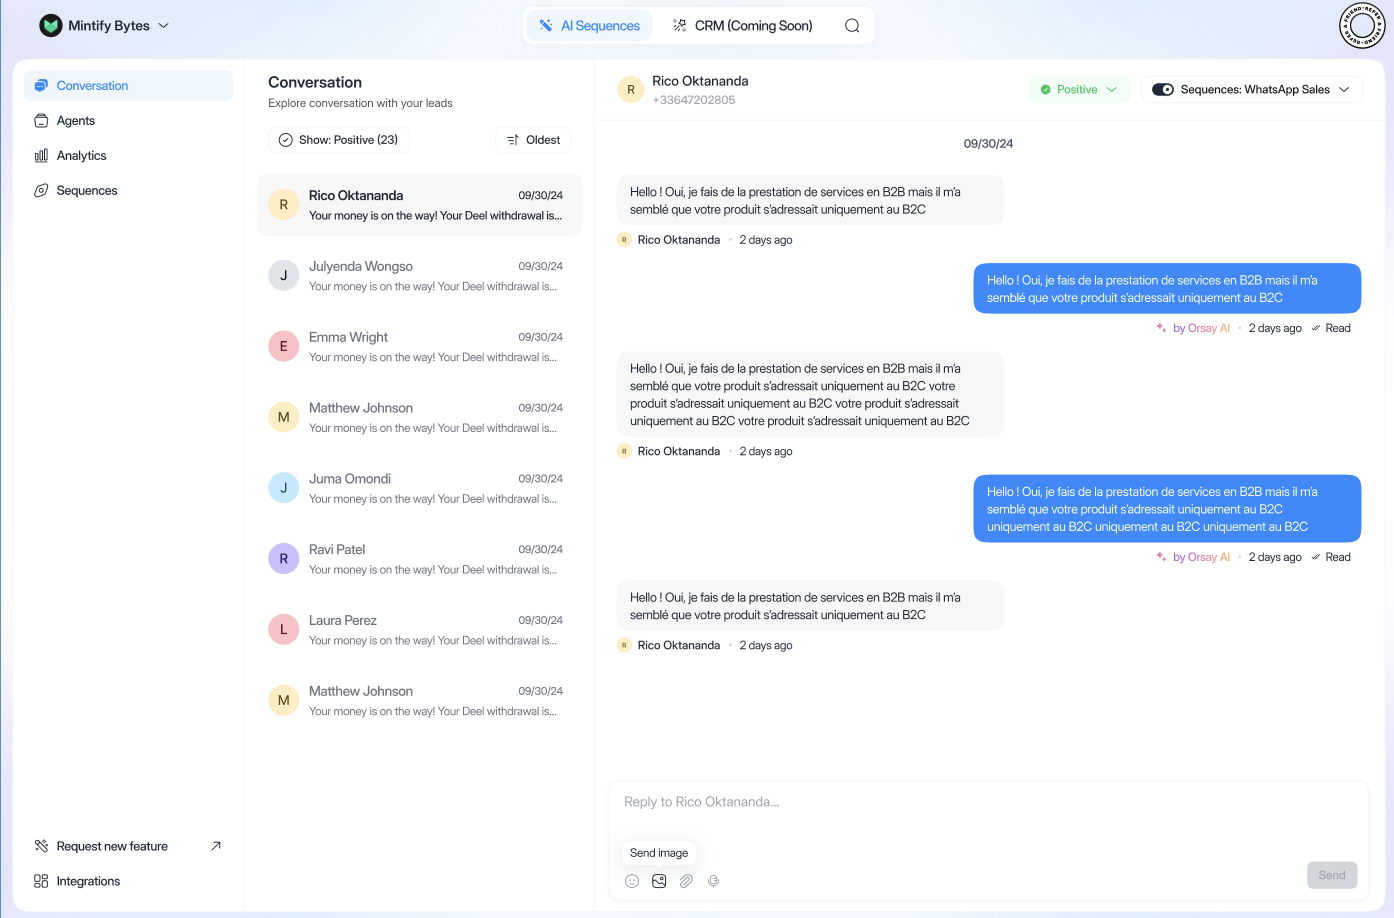 Mintify Bytes
AI Sequences
CRM (Coming Soon)
REFER A FRIEND • REFER A FRIEND •
Conversation
Agents
Analytics
Sequences
Request new feature
Integrations
Conversation
Explore conversation with your leads
Show: Positive (23)
Oldest
R
Rico Oktananda
09/30/24
Your money is on the way! Your Deel withdrawal is...
J
Julyenda Wongso
09/30/24
Your money is on the way! Your Deel withdrawal is...
E
Emma Wright
09/30/24
Your money is on the way! Your Deel withdrawal is...
M
Matthew Johnson
09/30/24
Your money is on the way! Your Deel withdrawal is...
J
Juma Omondi
09/30/24
Your money is on the way! Your Deel withdrawal is...
R
Ravi Patel
09/30/24
Your money is on the way! Your Deel withdrawal is...
L
Laura Perez
09/30/24
Your money is on the way! Your Deel withdrawal is...
M
Matthew Johnson
09/30/24
Your money is on the way! Your Deel withdrawal is...
R
Rico Oktananda
+33647202805
Positive
Sequences: WhatsApp Sales
09/30/24
Hello ! Oui, je fais de la prestation de services en B2B mais il m’a
semblé que votre produit s’adressait uniquement au B2C
R Rico Oktananda • 2 days ago
Hello ! Oui, je fais de la prestation de services en B2B mais il m’a
semblé que votre produit s’adressait uniquement au B2C
by Orsay AI • 2 days ago Read
Hello ! Oui, je fais de la prestation de services en B2B mais il m’a
semblé que votre produit s’adressait uniquement au B2C votre
produit s’adressait uniquement au B2C votre produit s’adressait
uniquement au B2C votre produit s’adressait uniquement au B2C
R Rico Oktananda • 2 days ago
Hello ! Oui, je fais de la prestation de services en B2B mais il m’a
semblé que votre produit s’adressait uniquement au B2C
uniquement au B2C uniquement au B2C uniquement au B2C
by Orsay AI • 2 days ago Read
Hello ! Oui, je fais de la prestation de services en B2B mais il m’a
semblé que votre produit s’adressait uniquement au B2C
R Rico Oktananda • 2 days ago
Reply to Rico Oktananda...
Send image
Send